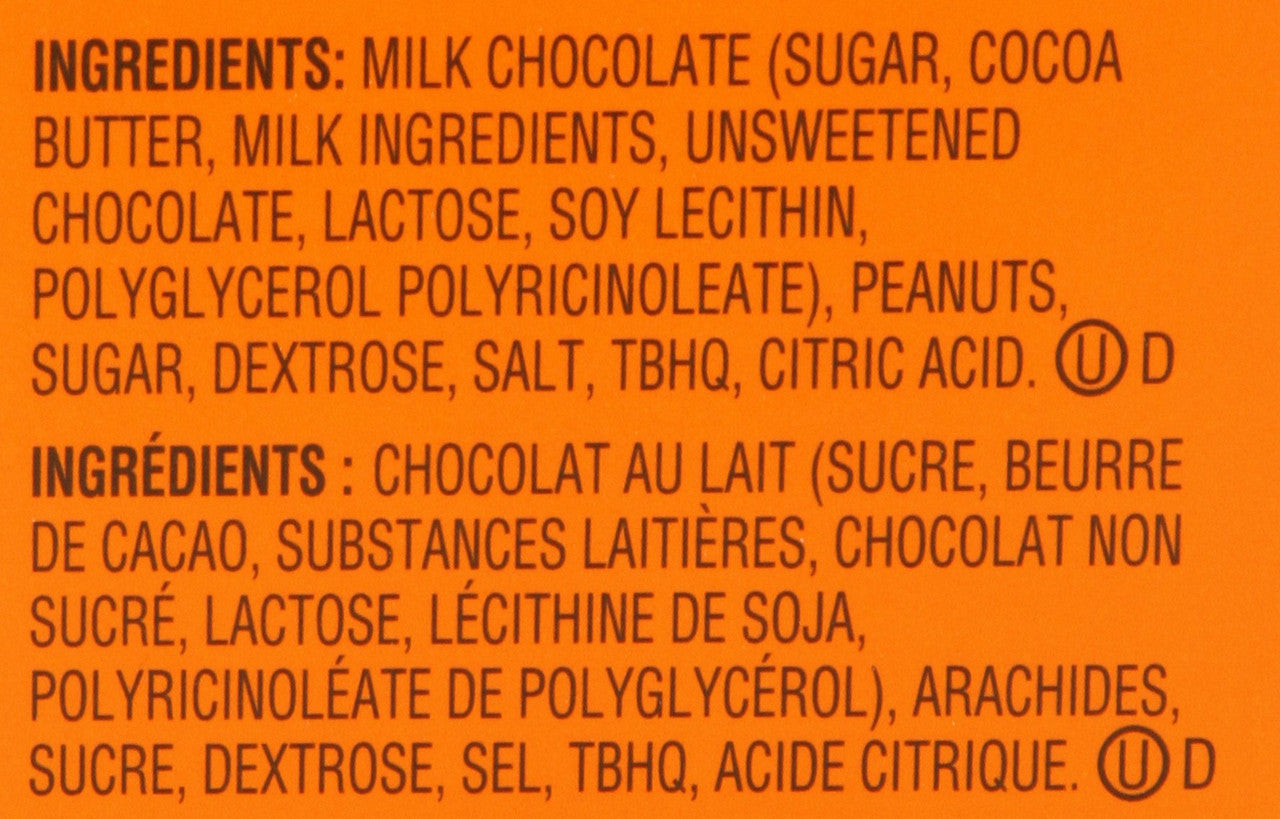 INGREDIENTS: MILK CHOCOLATE (SUGAR, COCOA
BUTTER, MILK INGREDIENTS, UNSWEETENED
CHOCOLATE, LACTOSE, SOY LECITHIN,
POLYGLYCEROL POLYRICINOLEATE), PEANUTS,
SUGAR, DEXTROSE, SALT, TBHQ, CITRIC ACID. Ⓤ D
INGRÉDIENTS : CHOCOLAT AU LAIT (SUCRE, BEURRE
DE CACAO, SUBSTANCES LAITIÈRES, CHOCOLAT NON
SUCRÉ, LACTOSE, LÉCITHINE DE SOJA,
POLYRICINOLÉATE DE POLYGLYCÉROL), ARACHIDES,
SUCRE, DEXTROSE, SEL, TBHQ, ACIDE CITRIQUE. Ⓤ D